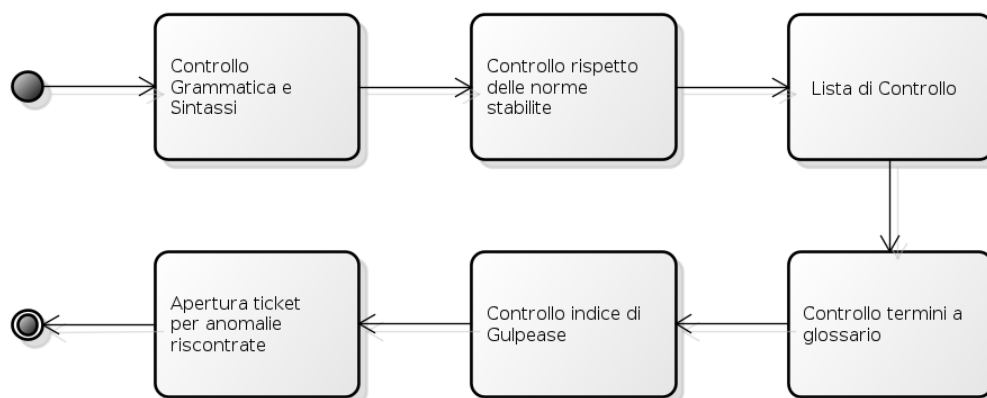 Controllo
Grammatica e
Sintassi
Controllo rispetto
delle norme
stabilite
Lista di Controllo
Controllo termini a
glossario
Controllo indice di
Gulpease
Apertura ticket
per anomalie
riscontrate